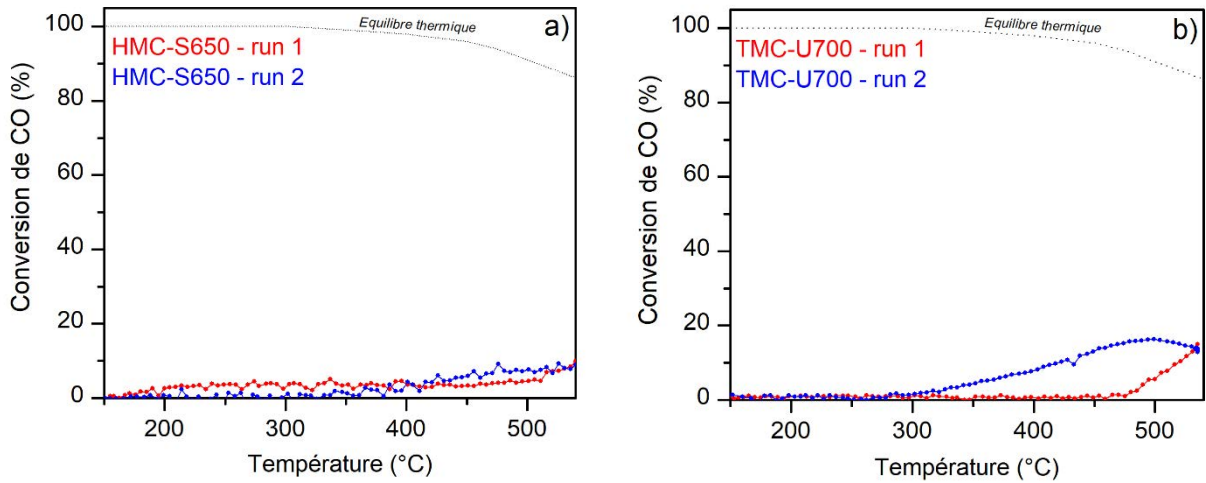 Equilibre thermique
a)
HMC-S650 - run 1
HMC-S650 - run 2
Conversion de CO (%)
100
80
60
40
20
0
200
300
400
500
Température (°C)
Equilibre thermique
b)
TMC-U700 - run 1
TMC-U700 - run 2
Conversion de CO (%)
100
80
60
40
20
0
200
300
400
500
Température (°C)